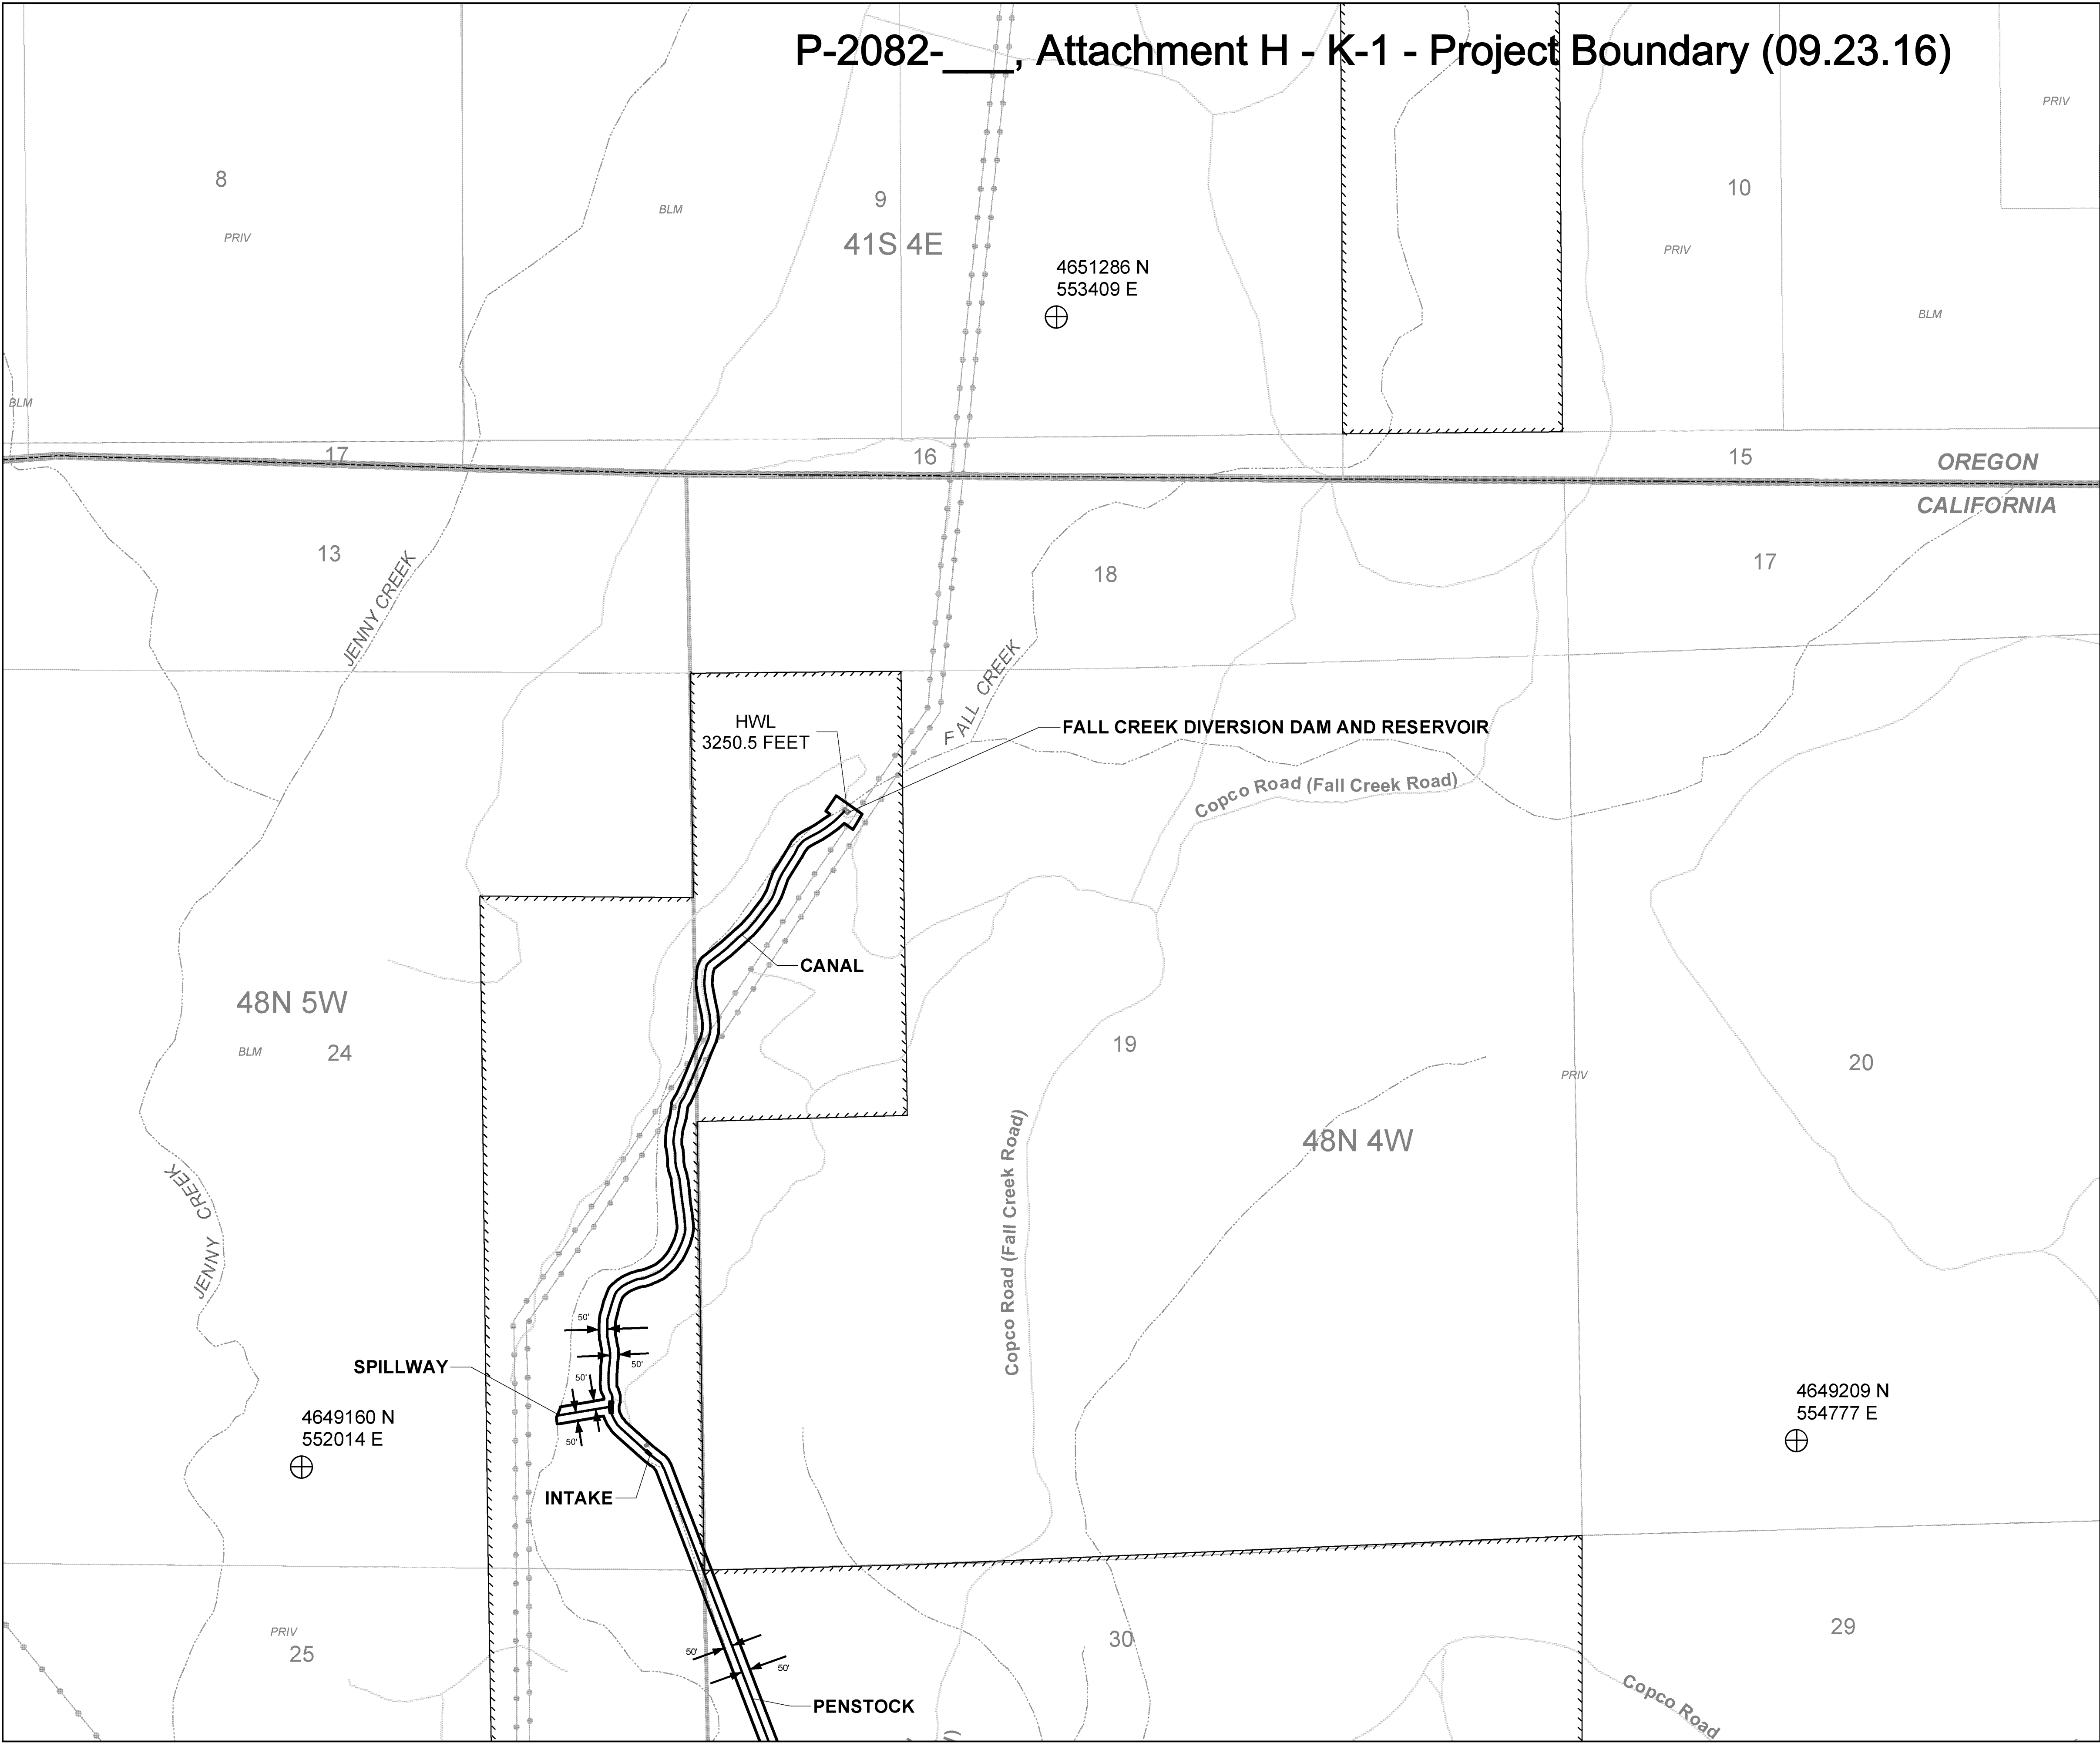 P-2082-___, Attachment H - K-1 - Project Boundary (09.23.16)
PRIV
8
9
10
BLM
PRIV
41S 4E
PRIV
4651286 N
553409 E
BLM
BLM
17
16
15
OREGON
CALIFORNIA
13
18
17
JENNY CREEK
FALL CREEK
HWL
3250.5 FEET
FALL CREEK DIVERSION DAM AND RESERVOIR
Copco Road (Fall Creek Road)
CANAL
48N 5W
BLM
24
19
20
PRIV
48N 4W
Copco Road (Fall Creek Road)
JENNY CREEK
50'
50'
SPILLWAY
50'
50'
4649160 N
552014 E
4649209 N
554777 E
INTAKE
PRIV
25
30
29
50'
50'
PENSTOCK
Copco Road
)